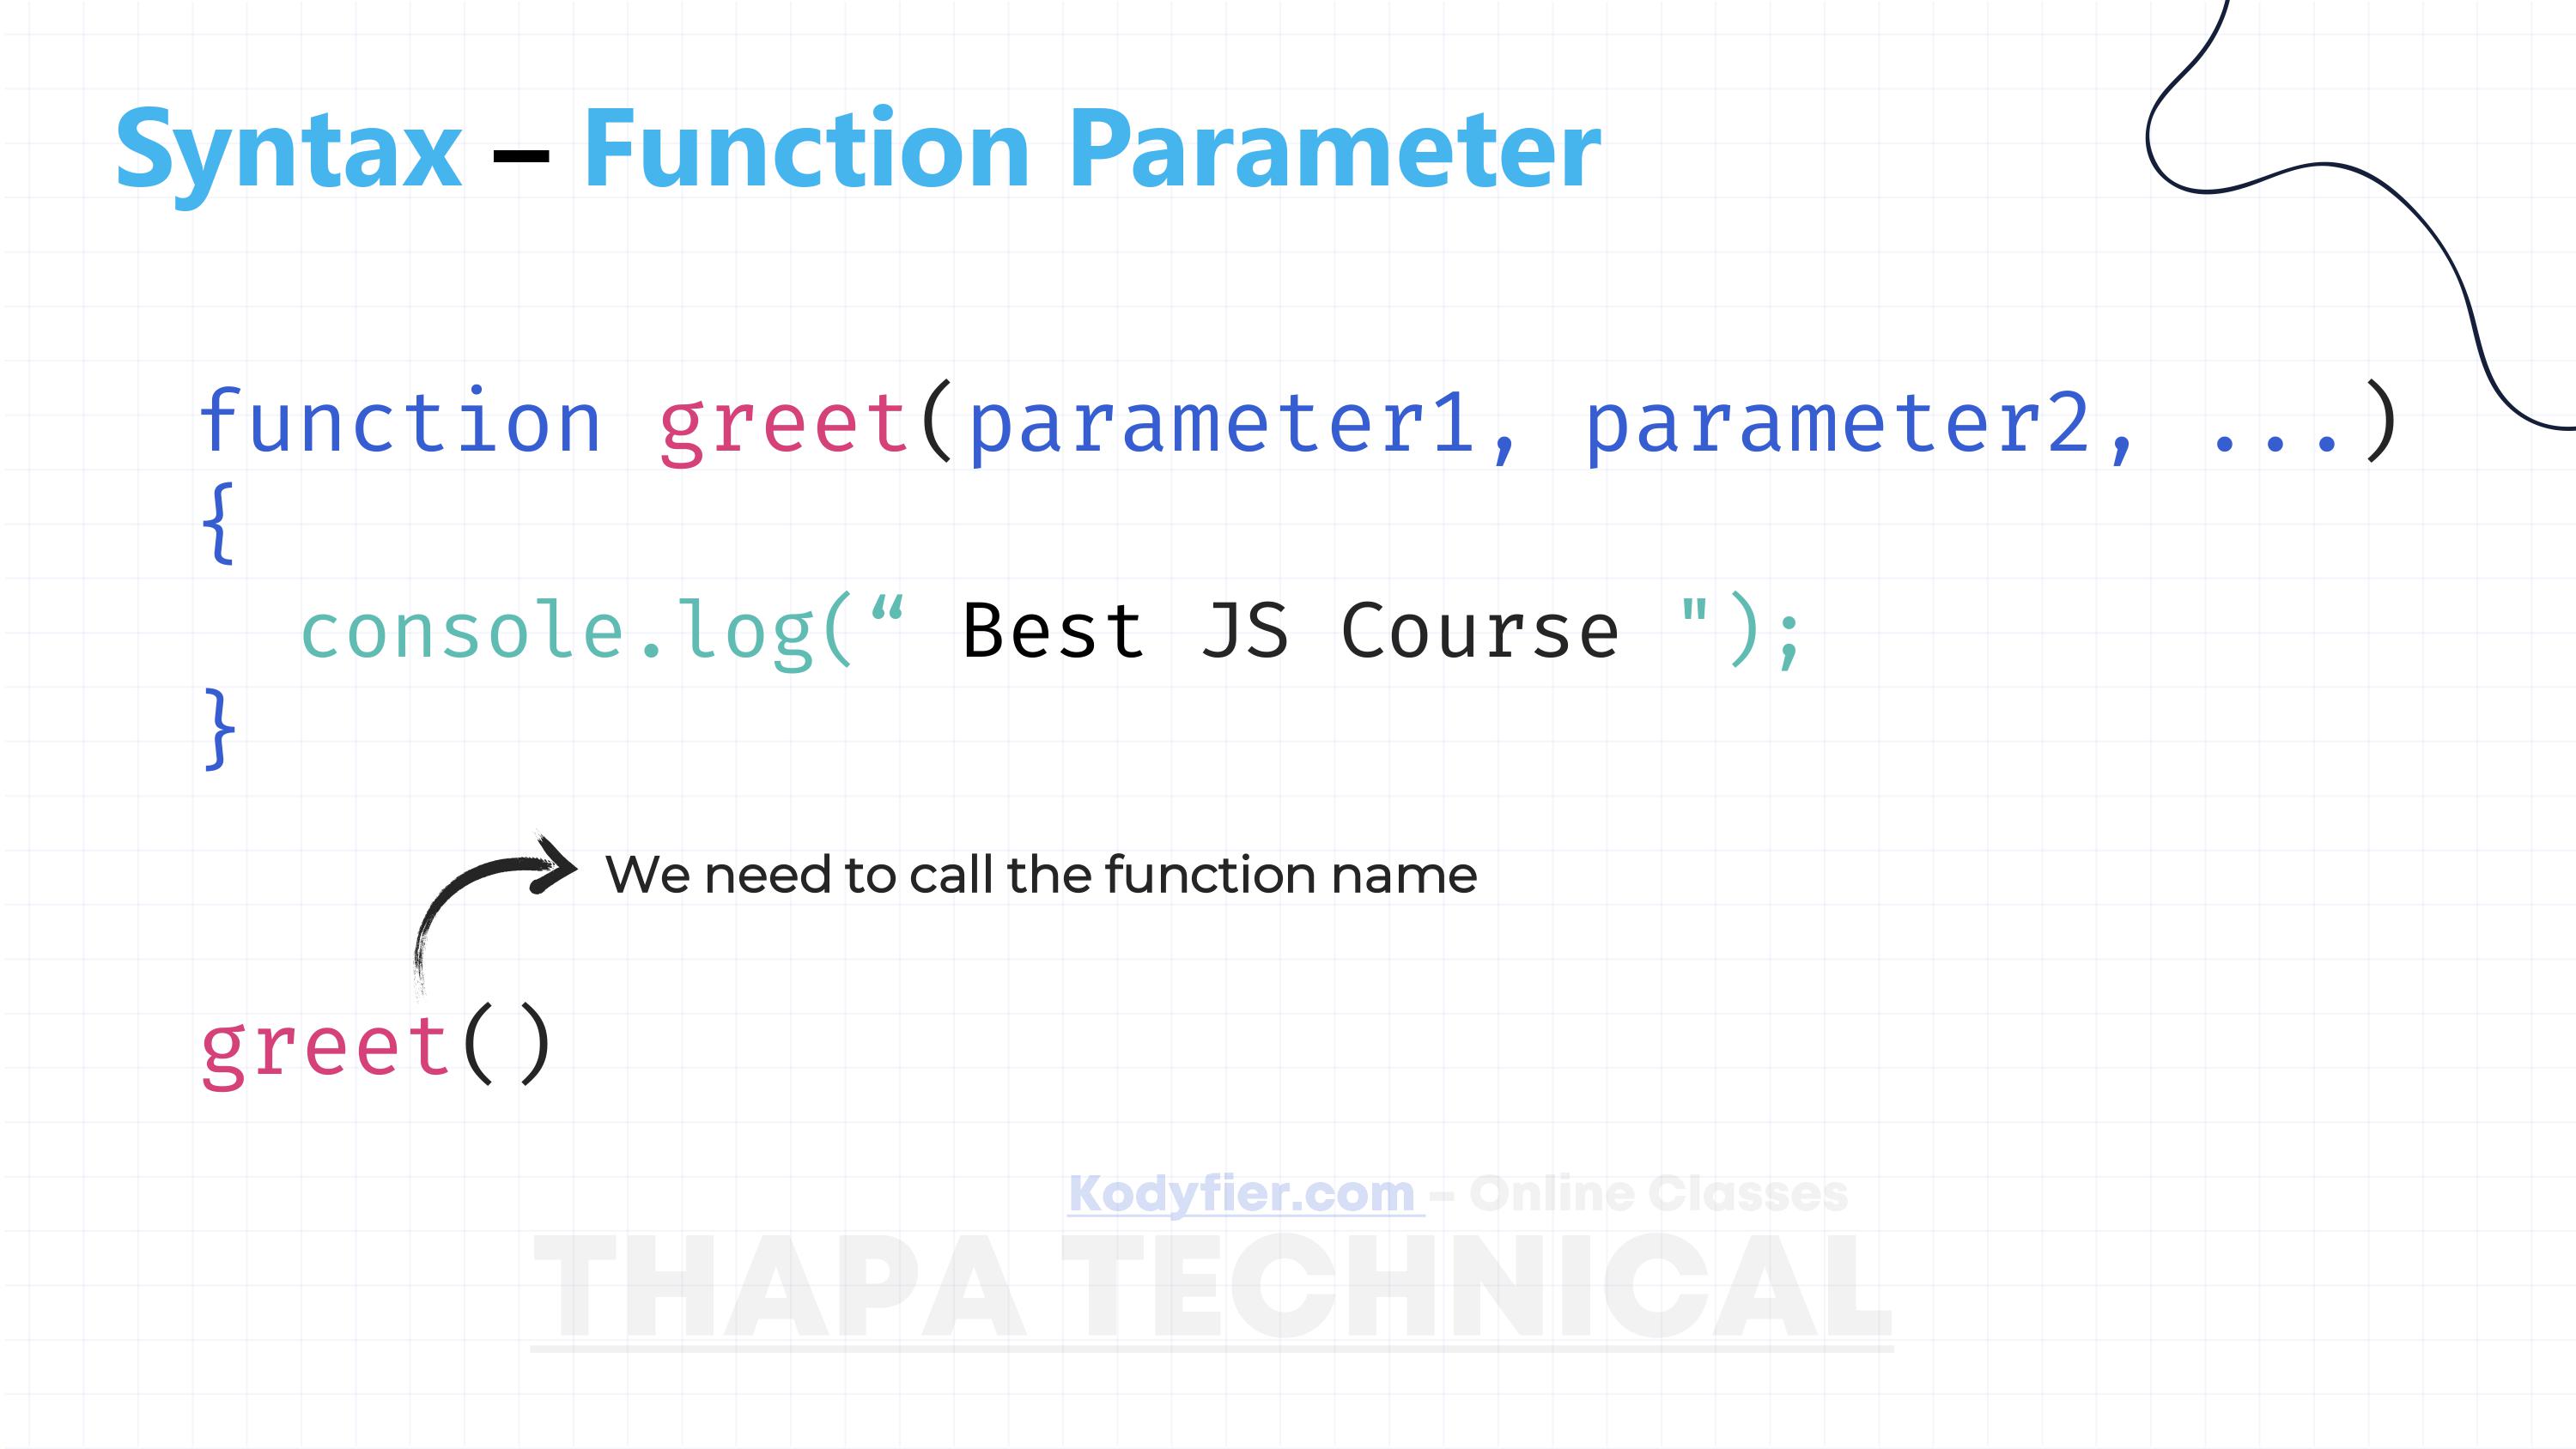 Syntax – Function Parameter
function greet(parameter1, parameter2, ...)
{
console.log(“ Best JS Course ");
}
We need to call the function name
greet()
Kodyfier.com – Online Classes
THAPA TECHNICAL